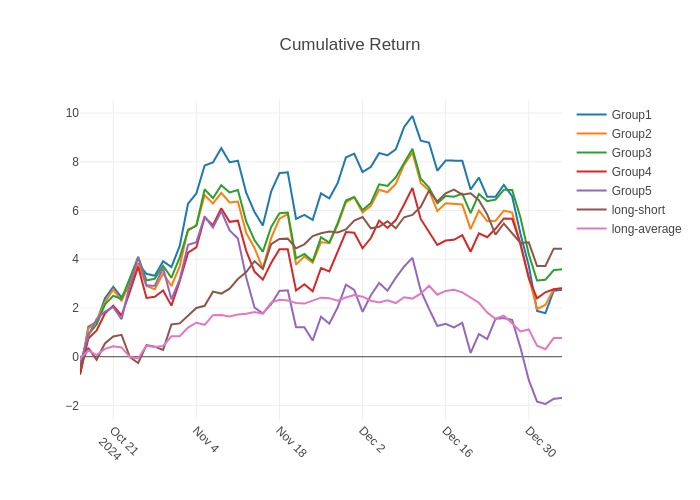 Cumulative Return
10
8
6
4
2
0
−2
Oct 21
2024
Nov 4
Nov 18
Dec 2
Dec 16
Dec 30
Group1
Group2
Group3
Group4
Group5
long-short
long-average